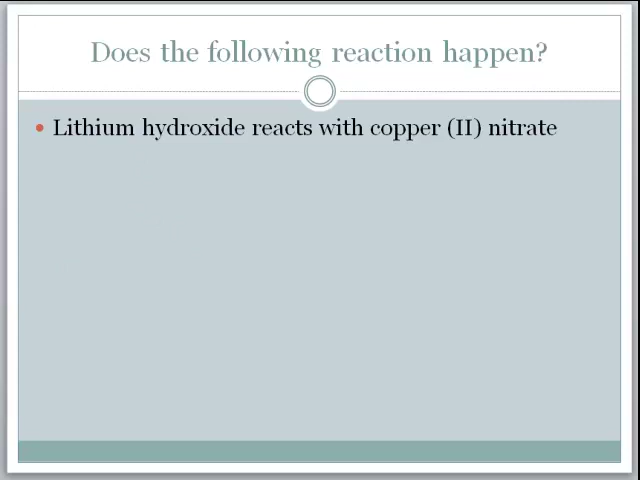 Does the following reaction happen?
• Lithium hydroxide reacts with copper (II) nitrate